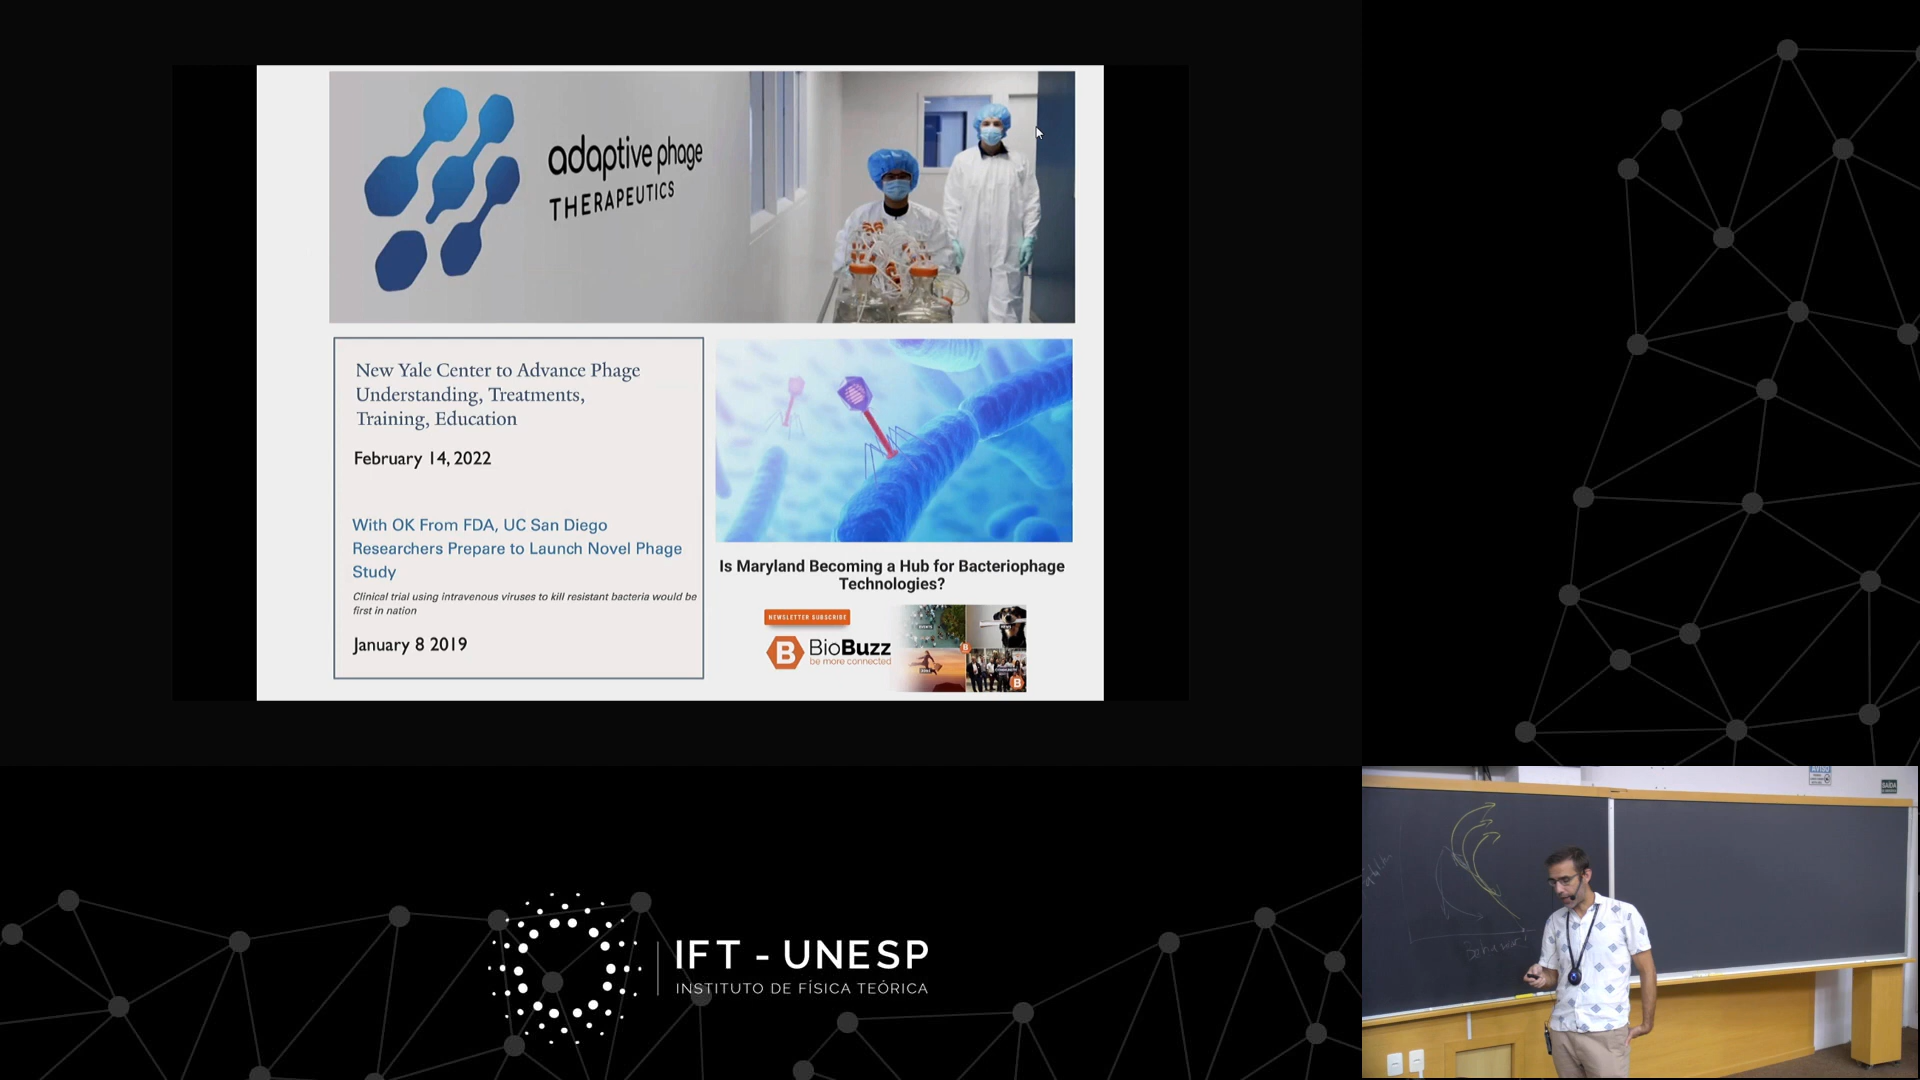 adaptive phage
THERAPEUTICS
New Yale Center to Advance Phage
Understanding, Treatments,
Training, Education
February 14, 2022
With OK From FDA, UC San Diego
Researchers Prepare to Launch Novel Phage
Study
Clinical trial using intravenous viruses to kill resistant bacteria would be
first in nation
January 8 2019
Is Maryland Becoming a Hub for Bacteriophage
Technologies?
NEWSLETTER SUBSCRIBE
B
BioBuzz
be more connected
B
B
IFT - UNESP
INSTITUTO DE FÍSICA TEÓRICA
AVISO
SAÍDA